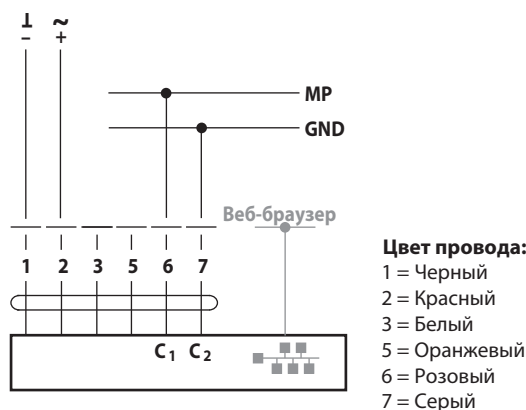 ⊥ ~
– +
MP
GND
Веб-браузер
1 2 3 5 6 7
C1 C2
Цвет провода:
1 = Черный
2 = Красный
3 = Белый
5 = Оранжевый
6 = Розовый
7 = Серый